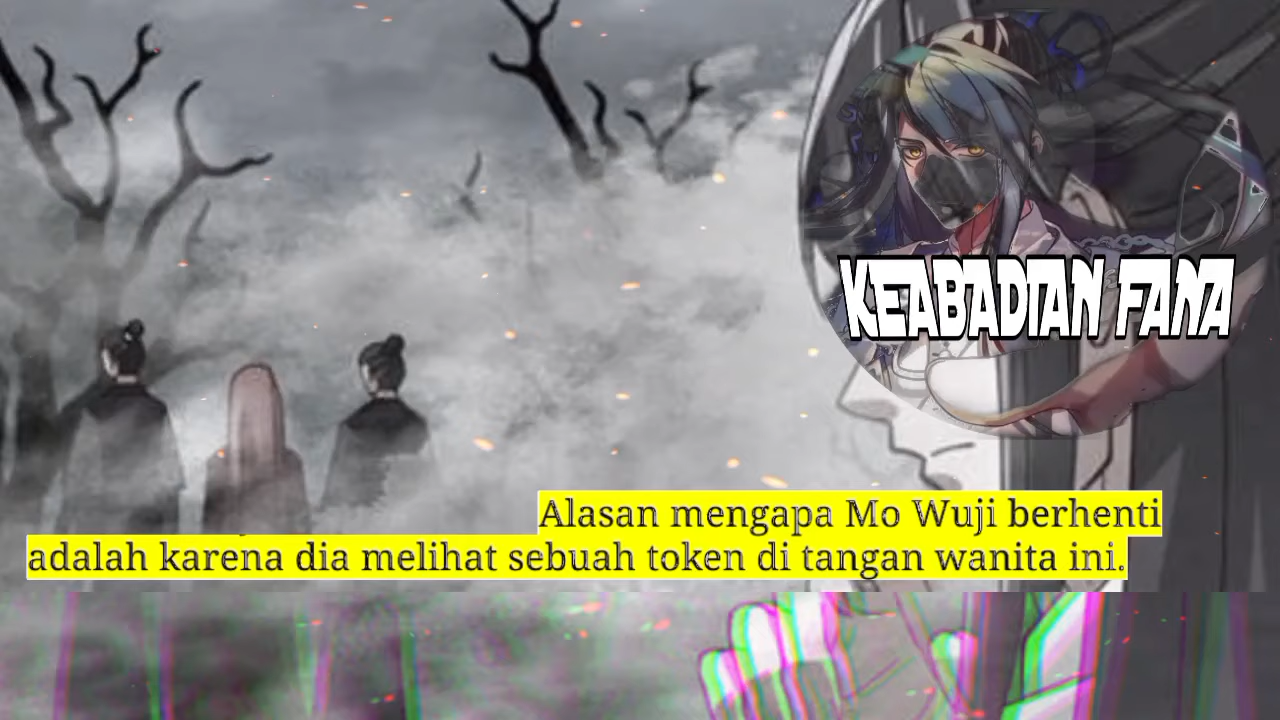 KEABADIAN FANA
Alasan mengapa Mo Wuji berhenti
adalah karena dia melihat sebuah token di tangan wanita ini.